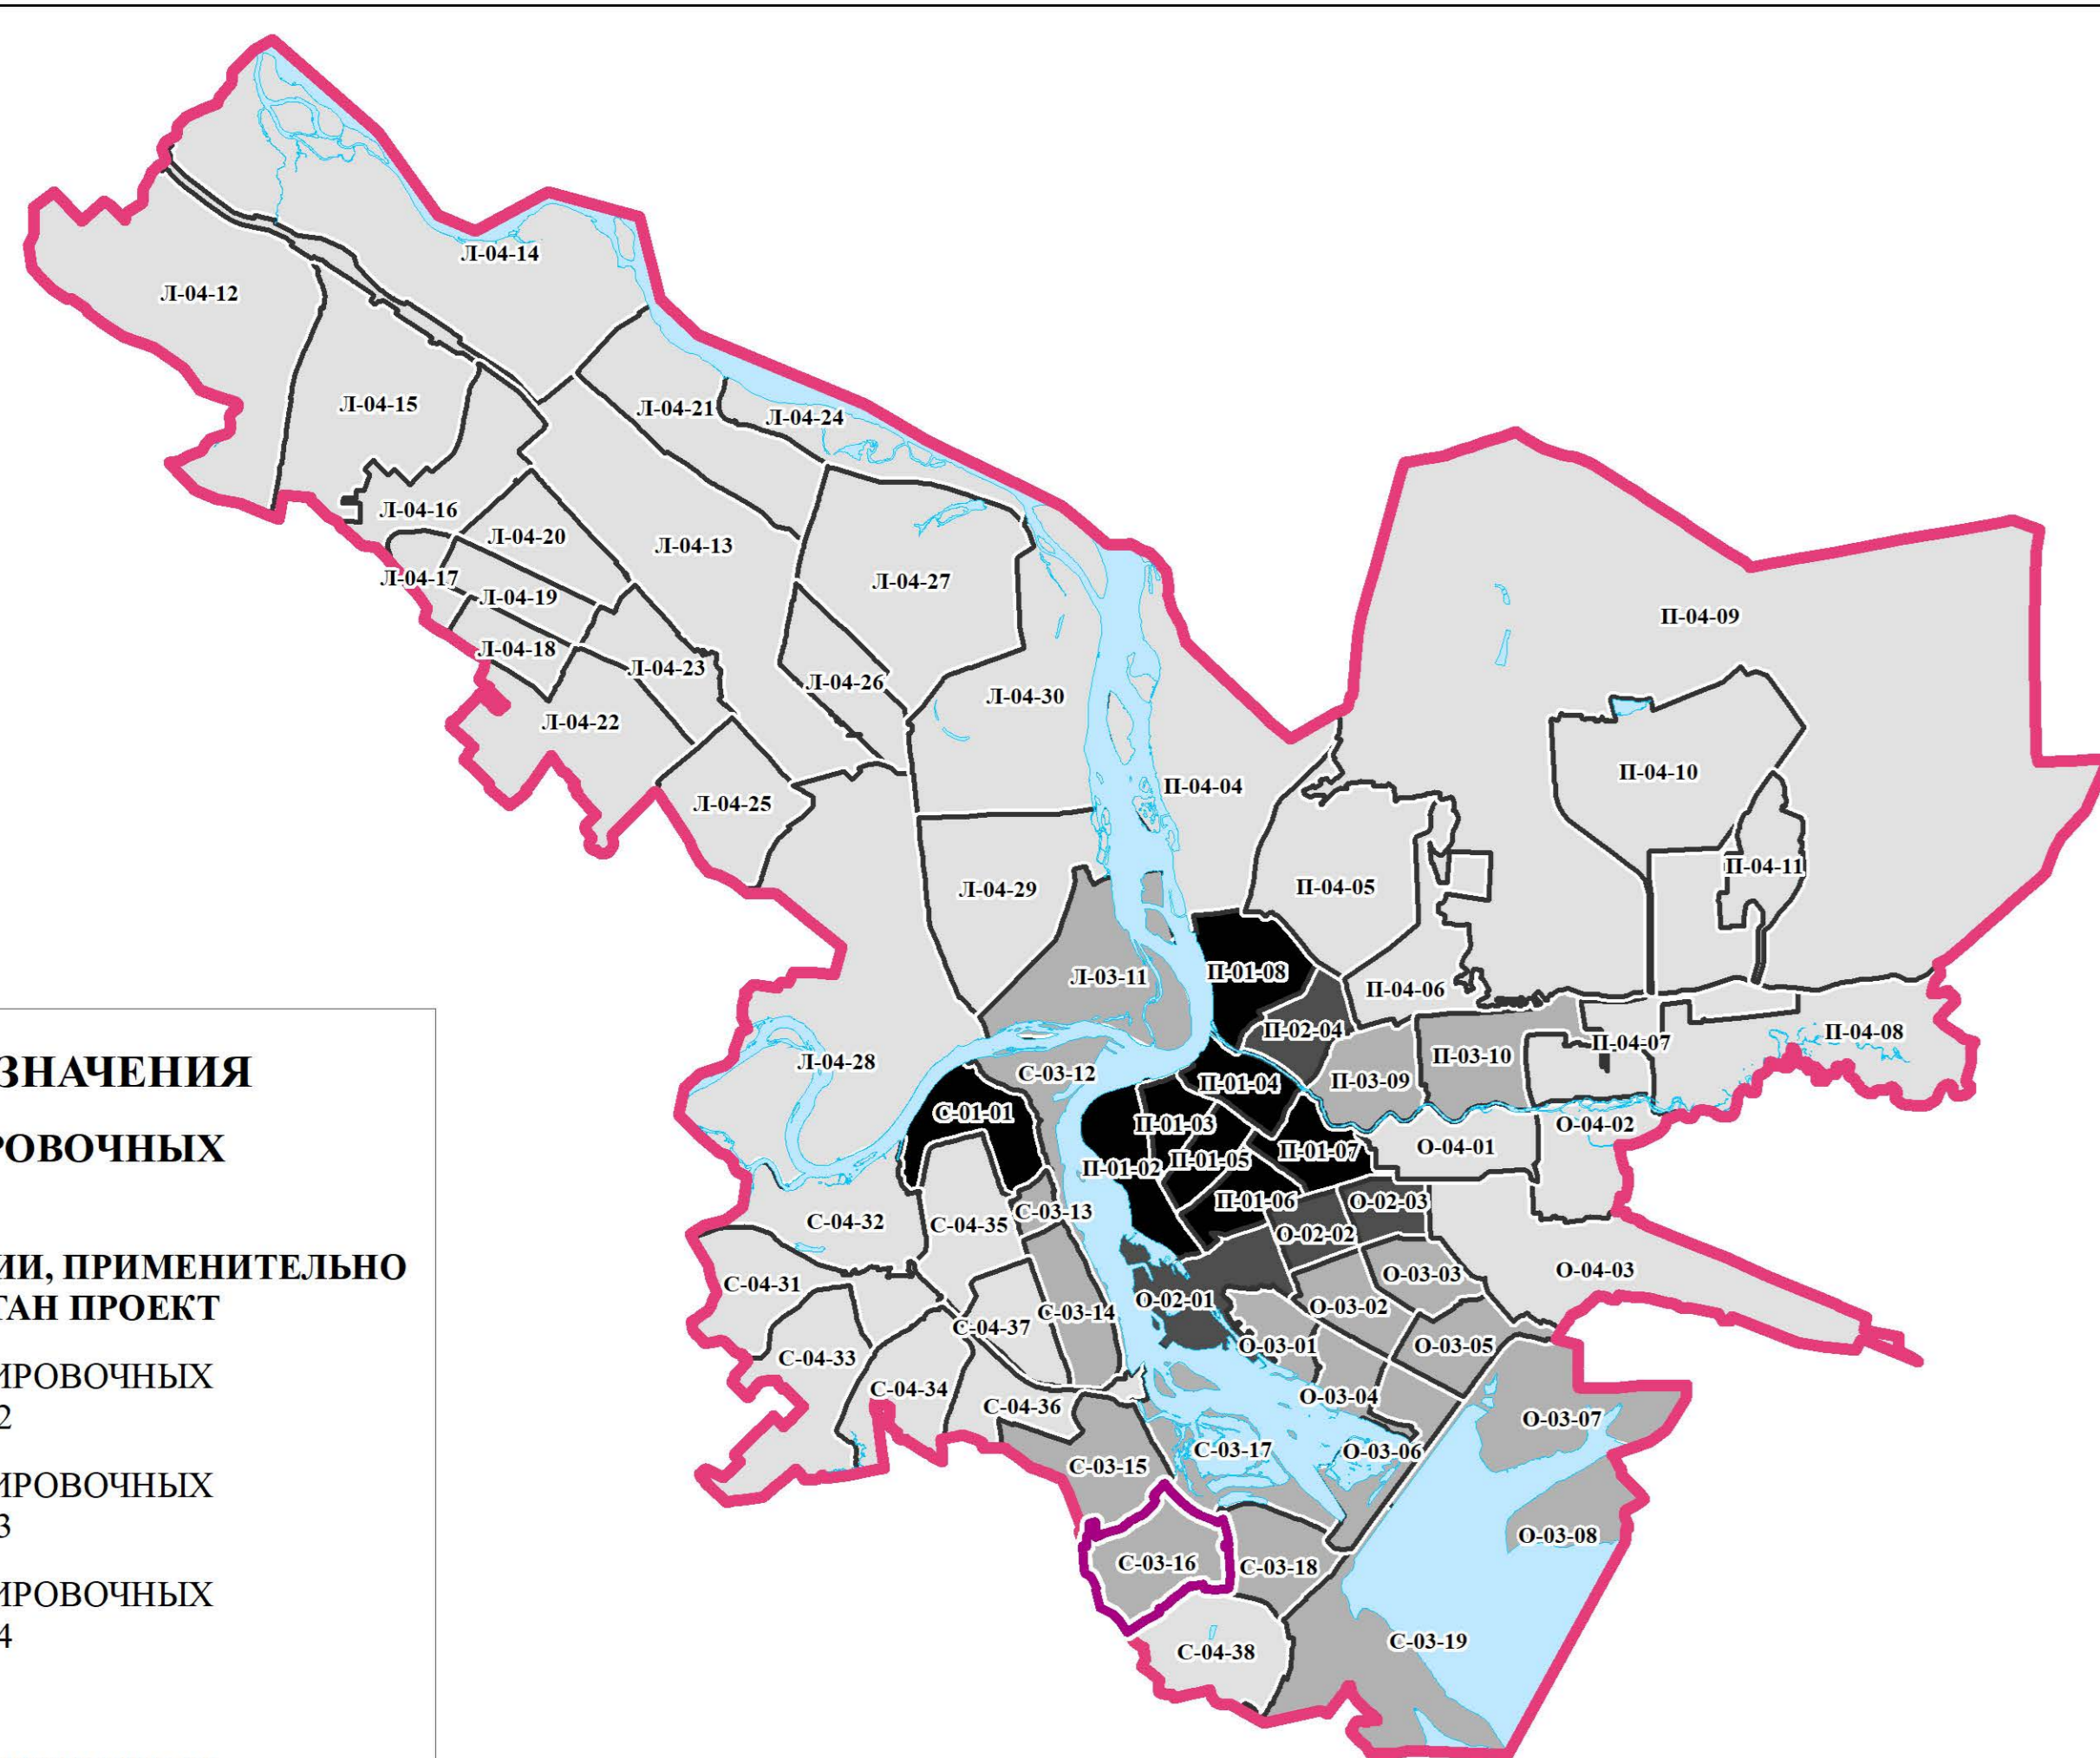 Л-04-14
Л-04-12
Л-04-15
Л-04-21
Л-04-24
Л-04-16
Л-04-20
Л-04-13
Л-04-17
Л-04-19
Л-04-27
П-04-09
Л-04-18
Л-04-23
Л-04-26
Л-04-30
Л-04-22
П-04-10
П-04-04
Л-04-25
П-04-11
П-04-05
Л-04-29
Л-03-11
П-01-08
П-04-06
П-02-04
П-04-08
П-04-07
П-03-10
Л-04-28
С-03-12
П-01-04
П-03-09
С-01-01
П-01-03
О-04-02
О-04-01
П-01-07
П-01-05
П-01-02
П-01-06
О-02-03
С-03-13
С-04-32
С-04-35
О-02-02
О-04-03
О-03-03
С-04-31
О-02-01
О-03-02
С-03-14
С-04-37
О-03-01
О-03-05
С-04-33
С-04-34
О-03-04
С-04-36
О-03-07
С-03-17
О-03-06
С-03-15
О-03-08
С-03-16
С-03-18
С-03-19
С-04-38
ЗНАЧЕНИЯ
РОВОЧНЫХ
ИИ, ПРИМЕНИТЕЛЬНО
ТАН ПРОЕКТ
ИРОВОЧНЫХ
2
ИРОВОЧНЫХ
3
ИРОВОЧНЫХ
4